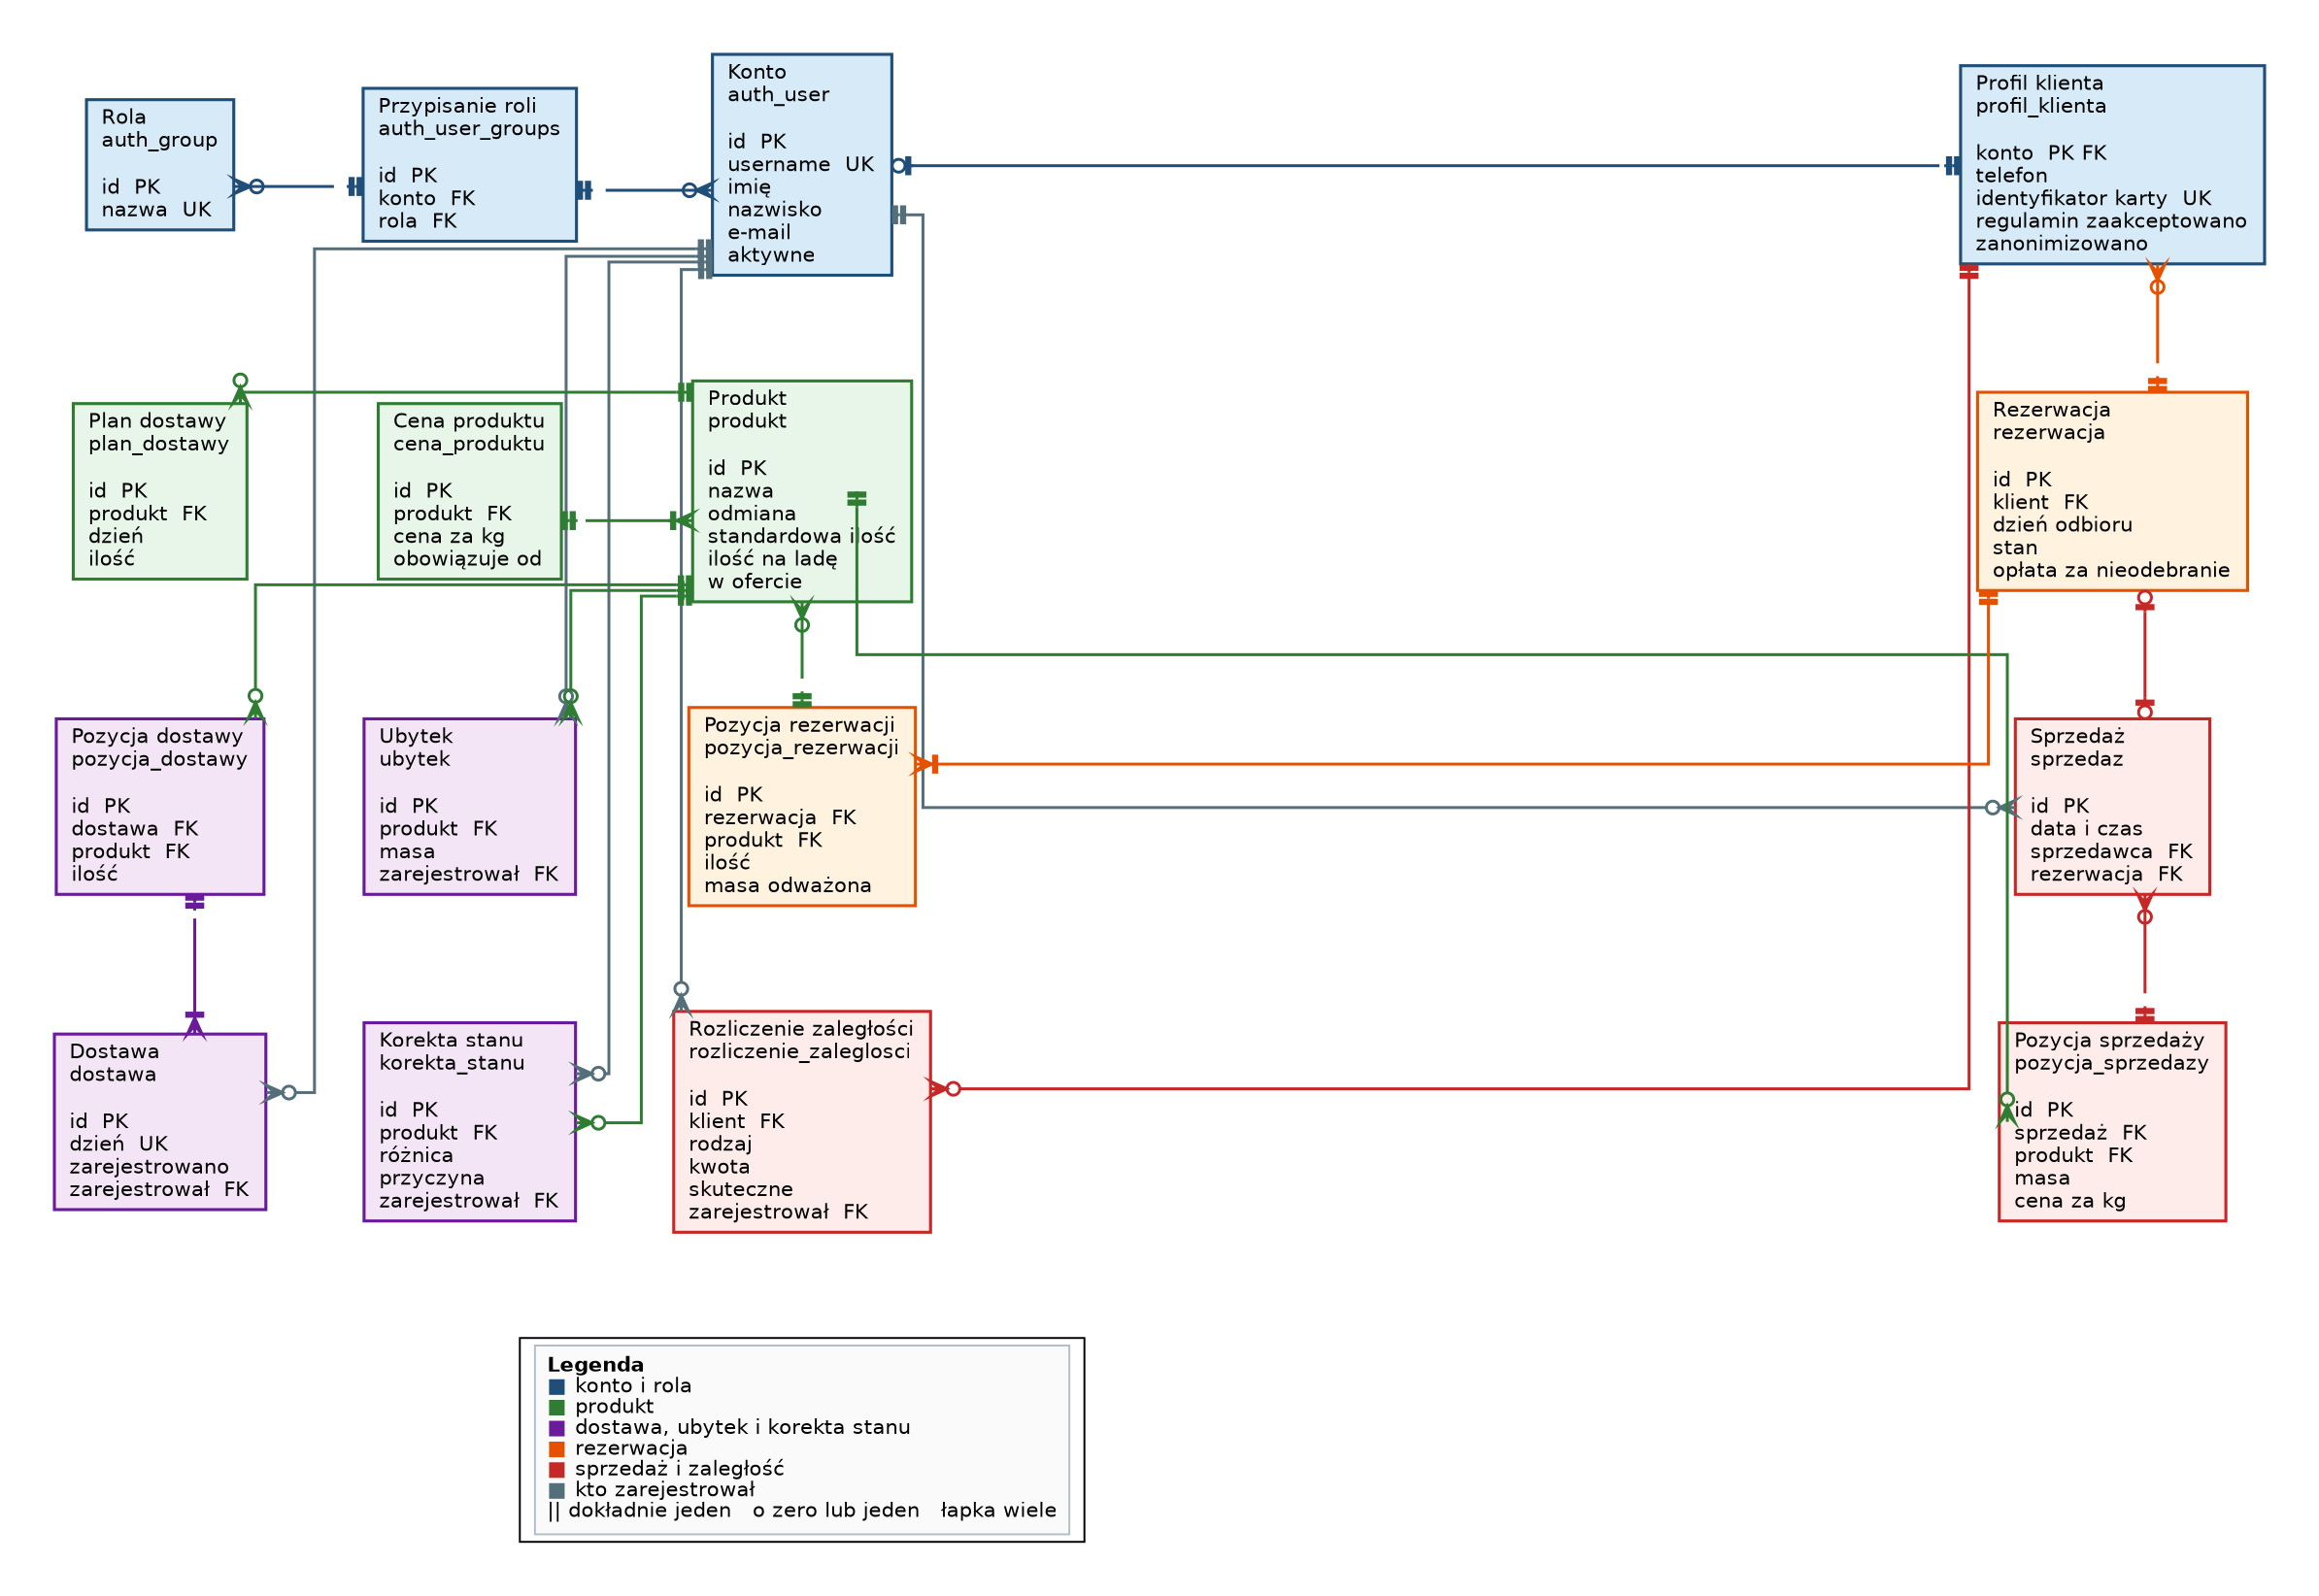 Rola
auth_group
id  PK
nazwa  UK
Przypisanie roli
auth_user_groups
id  PK
konto  FK
rola  FK
Konto
auth_user
id  PK
username  UK
imię
nazwisko
e-mail
aktywne
Profil klienta
profil_klienta
konto  PK FK
telefon
identyfikator karty  UK
regulamin zaakceptowano
zanonimizowano
Plan dostawy
plan_dostawy
id  PK
produkt  FK
dzień
ilość
Cena produktu
cena_produktu
id  PK
produkt  FK
cena za kg
obowiązuje od
Produkt
produkt
id  PK
nazwa
odmiana
standardowa ilość
ilość na ladę
w ofercie
Rezerwacja
rezerwacja
id  PK
klient  FK
dzień odbioru
stan
opłata za nieodebranie
Pozycja dostawy
pozycja_dostawy
id  PK
dostawa  FK
produkt  FK
ilość
Ubytek
ubytek
id  PK
produkt  FK
masa
zarejestrował  FK
Pozycja rezerwacji
pozycja_rezerwacji
id  PK
rezerwacja  FK
produkt  FK
ilość
masa odważona
Sprzedaż
sprzedaz
id  PK
data i czas
sprzedawca  FK
rezerwacja  FK
Dostawa
dostawa
id  PK
dzień  UK
zarejestrowano
zarejestrował  FK
Korekta stanu
korekta_stanu
id  PK
produkt  FK
różnica
przyczyna
zarejestrował  FK
Rozliczenie zaległości
rozliczenie_zaleglosci
id  PK
klient  FK
rodzaj
kwota
skuteczne
zarejestrował  FK
Pozycja sprzedaży
pozycja_sprzedazy
id  PK
sprzedaż  FK
produkt  FK
masa
cena za kg
Legenda
konto i rola
produkt
dostawa, ubytek i korekta stanu
rezerwacja
sprzedaż i zaległość
kto zarejestrował
|| dokładnie jeden   o zero lub jeden   łapka wiele